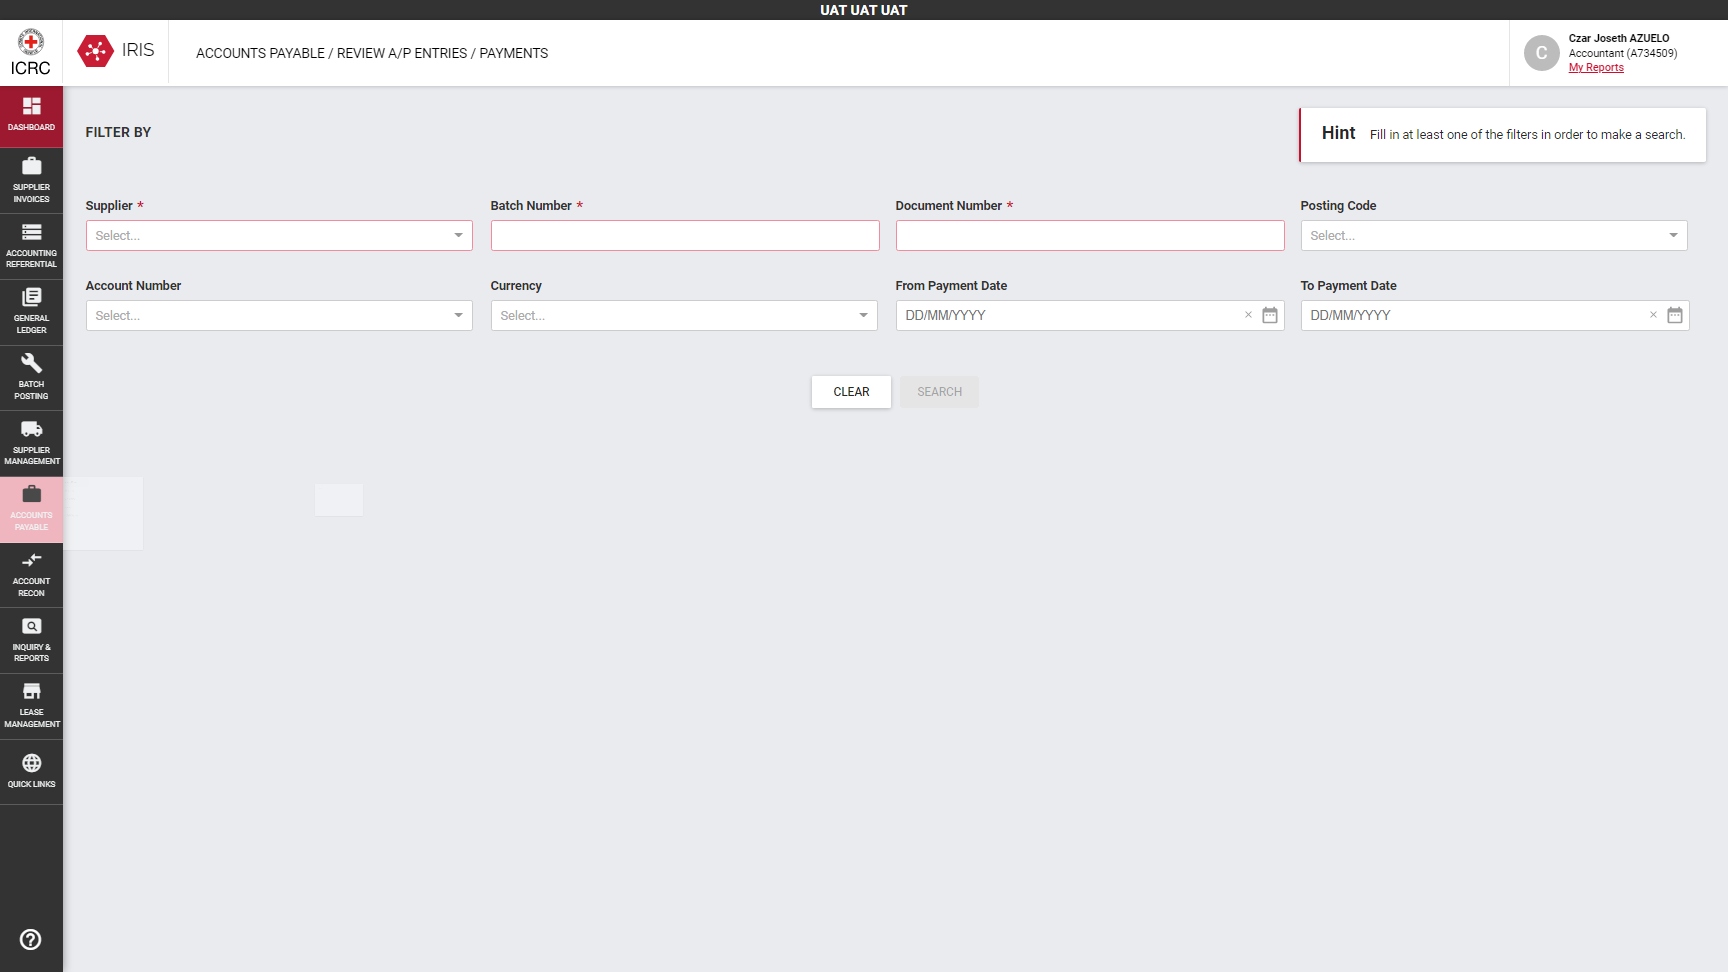 UAT UAT UAT
ICRC
IRIS
ACCOUNTS PAYABLE / REVIEW A/P ENTRIES / PAYMENTS
C
Czar Joseth AZUELO
Accountant (A734509)
My Reports
DASHBOARD
SUPPLIER
INVOICES
ACCOUNTING
REFERENTIAL
GENERAL
LEDGER
BATCH
POSTING
SUPPLIER
MANAGEMENT
ACCOUNTS
PAYABLE
ACCOUNT
RECON
INQUIRY &
REPORTS
LEASE
MANAGEMENT
QUICK LINKS
FILTER BY
Hint Fill in at least one of the filters in order to make a search.
Supplier * Batch Number * Document Number * Posting Code
Select... Select...
Account Number Currency From Payment Date To Payment Date
Select... Select... DD/MM/YYYY DD/MM/YYYY
CLEAR SEARCH